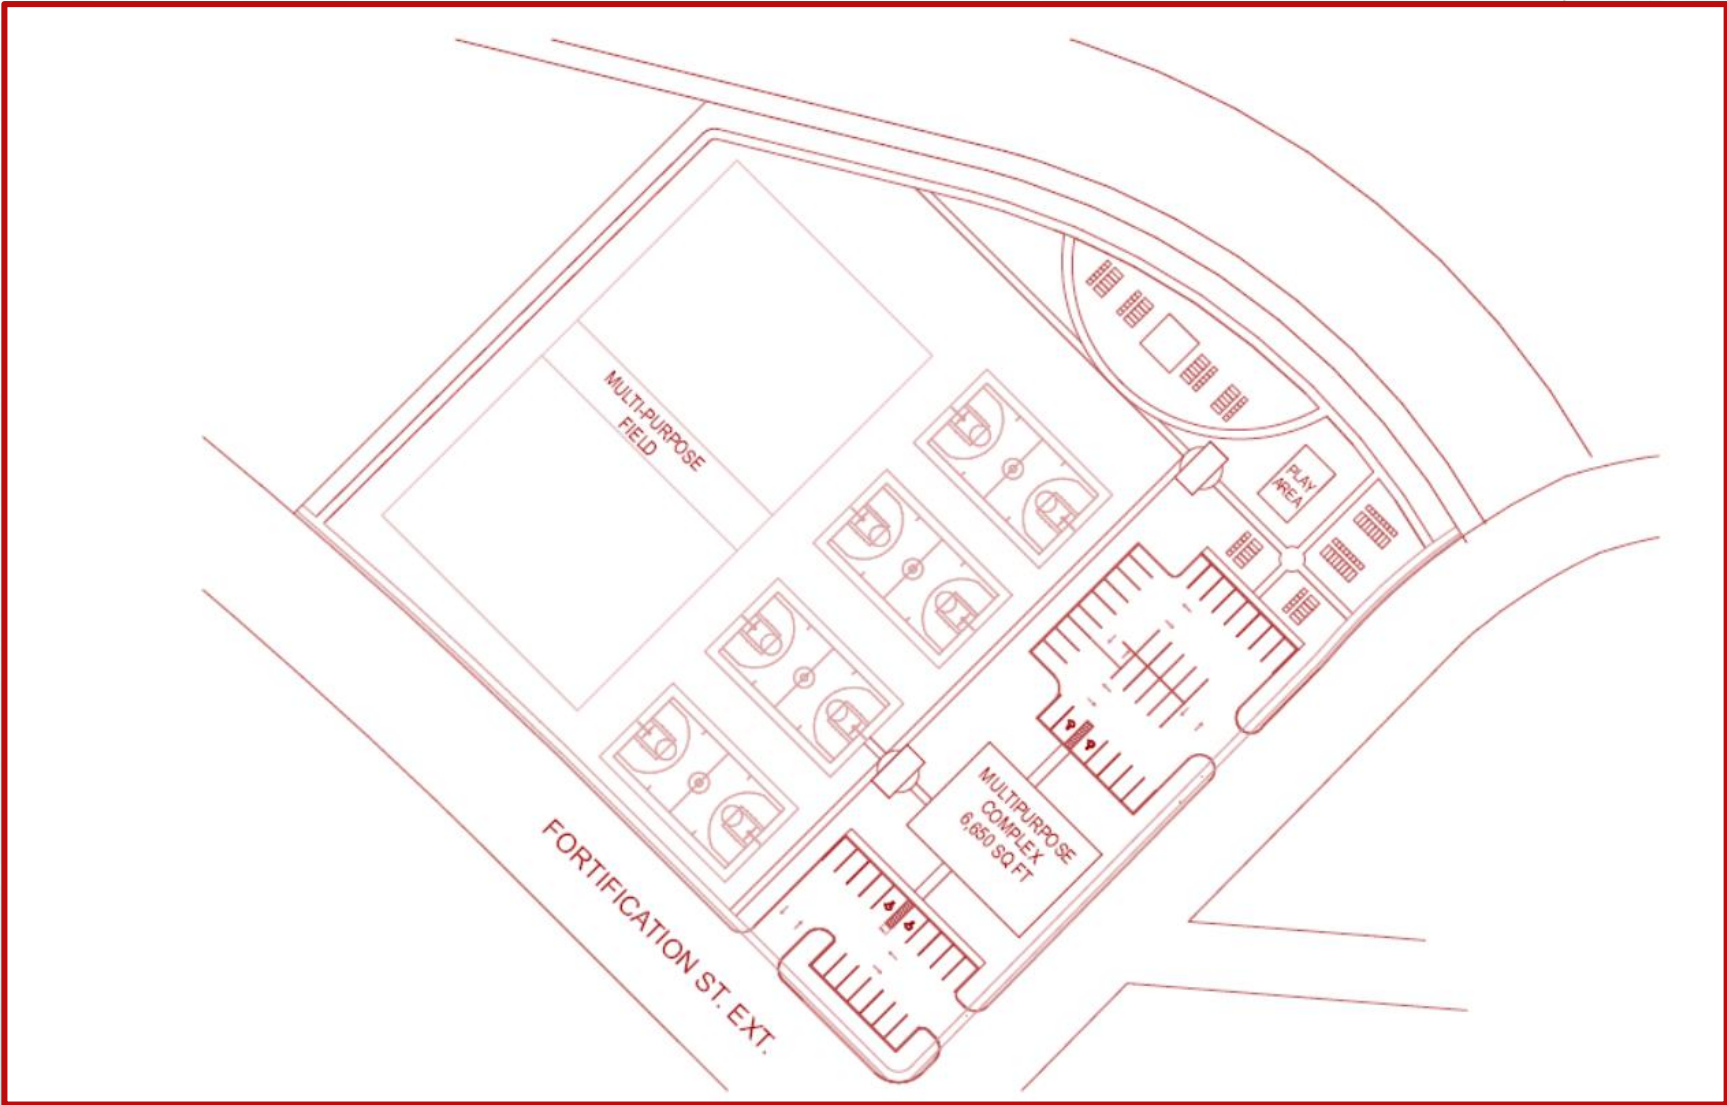 MULTI-PURPOSE
FIELD
PLAY
AREA
MULTIPURPOSE
COMPLEX
6,650 SQ FT
FORTIFICATION ST. EXT.